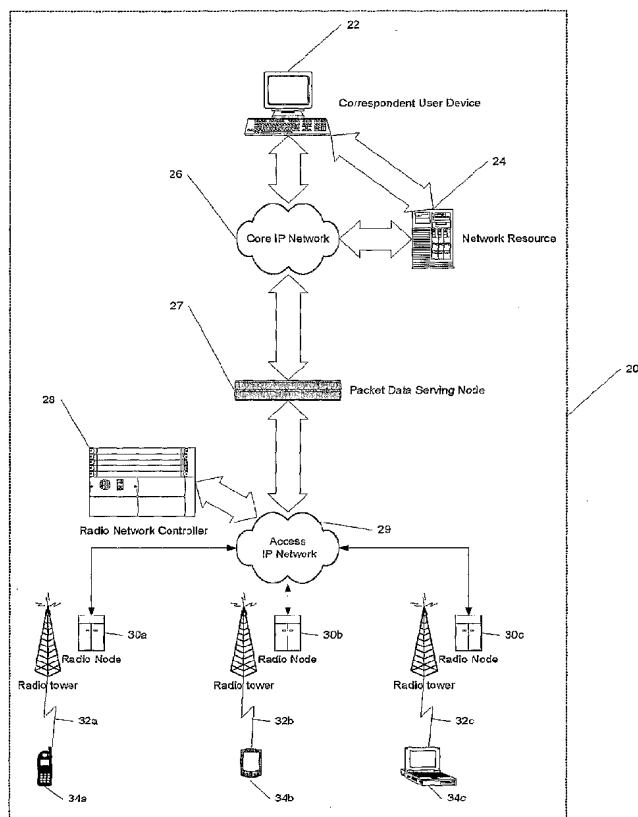 22
Correspondent User Device
26
24
Core IP Network
Network Resource
27
20
Packet Data Serving Node
28
29
Radio Network Controller
Access
IP Network
30a
30b
30c
Radio Node
Radio Node
Radio Node
Radio tower
Radio tower
Radio tower
32a
32b
32c
34a
34b
34c